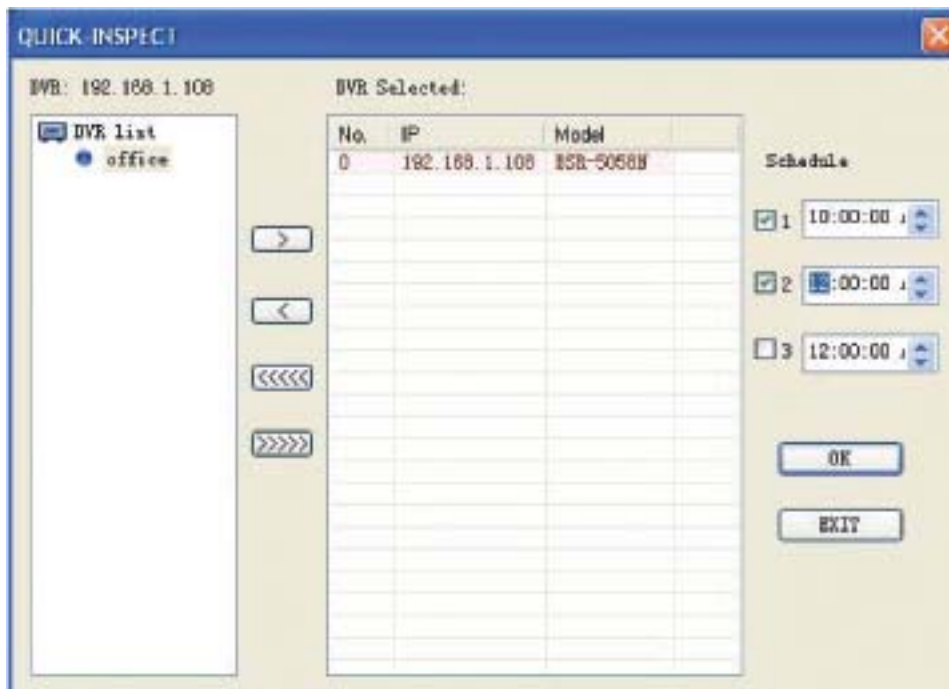 QUICK-INSPECT
DVR: 192.168.1.108
DVR list
office
DVR Selected:
No. IP Model
0 192.168.1.108
Schedule
1 10:00:00
2 12:00:00
3 12:00:00
>
<
<<<<<
>>>>>
OK
EXIT